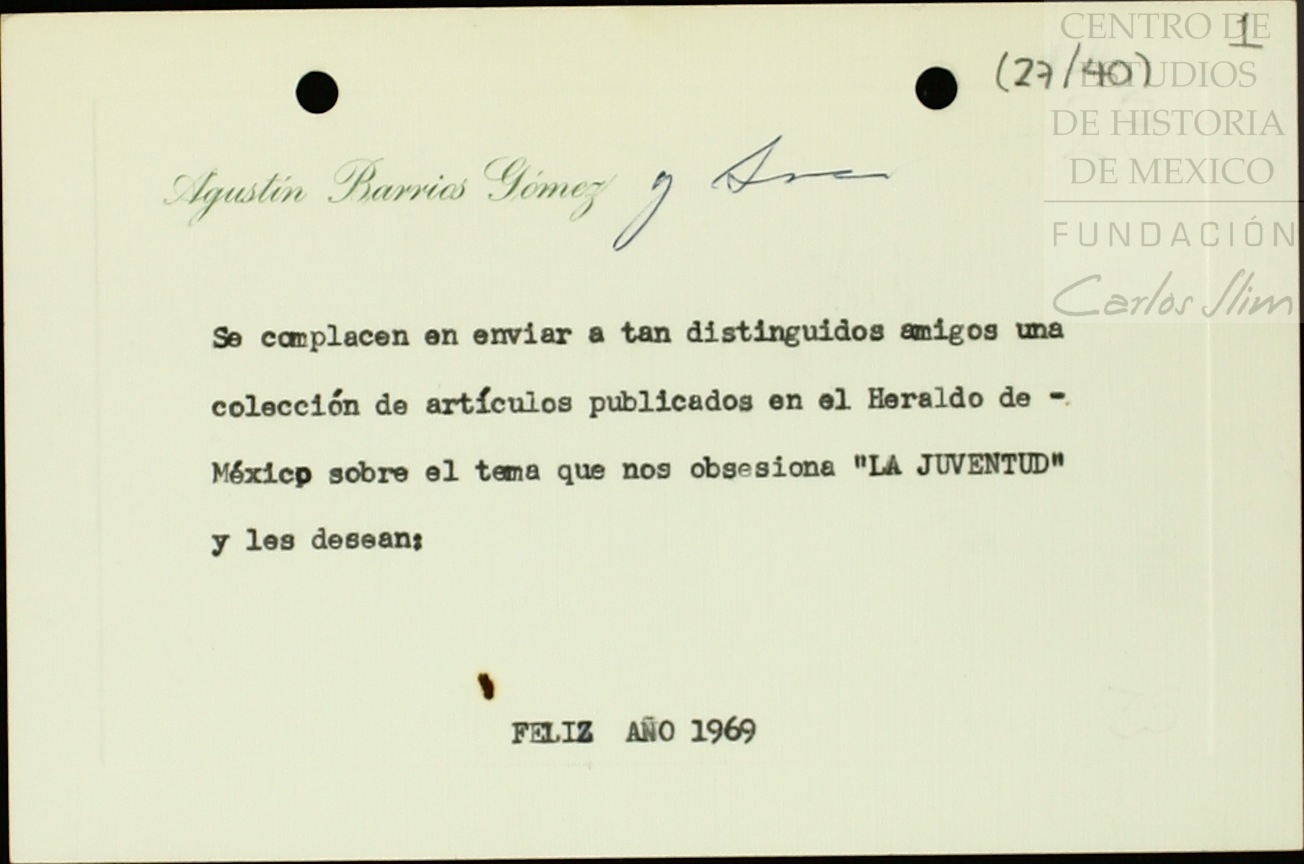 1
(27/40)
CENTRO DE
ESTUDIOS
DE HISTORIA
DE MEXICO
FUNDACIÓN
Carlos Slim
Agustín Barrios Gómez y Sra
Se complacen en enviar a tan distinguidos amigos una
colección de artículos publicados en el Heraldo de -
México sobre el tema que nos obsesiona "LA JUVENTUD"
y les desean;
FELIZ AÑO 1969